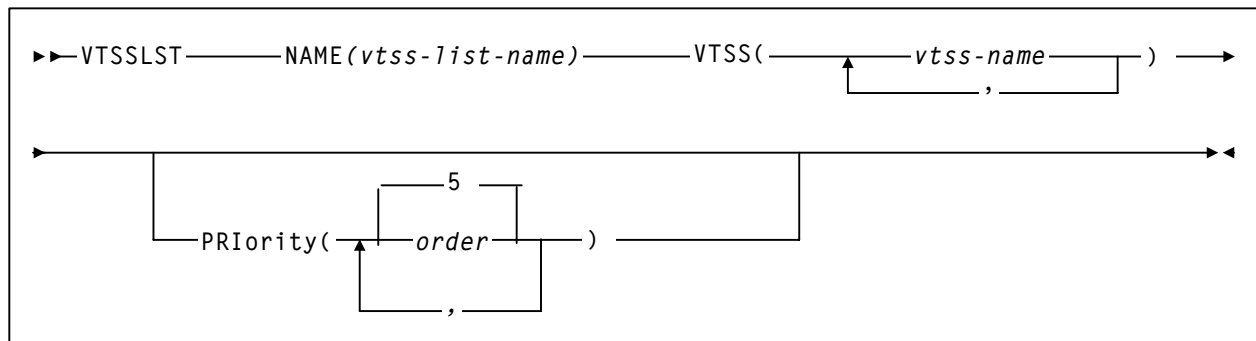 VTSSLST NAME(vtss-list-name) VTSS( vtss-name )
,
5
PRIority( order )
,